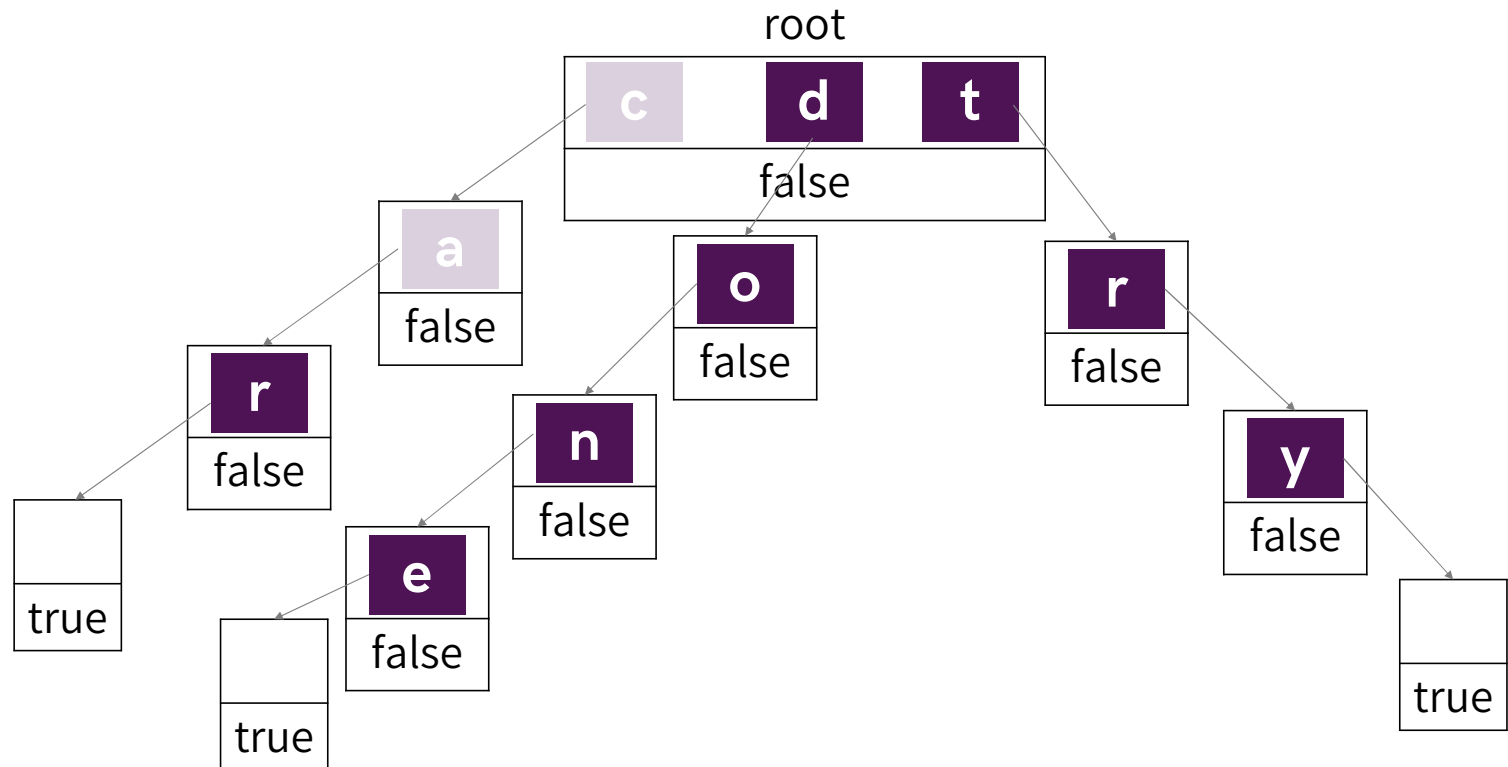 root
c d t
false
a
false
o
false
r
false
r
false
n
false
y
false
true
e
false
true
true